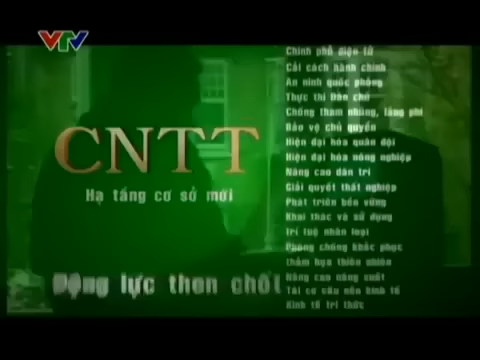 VTV
CNTT
Hạ tầng cơ sở mới
Động lực then chốt
Chính phủ điện tử
Cải cách hành chính
An ninh quốc phòng
Thực thi Dân chủ
Chống tham nhũng, lãng phí
Bảo vệ chủ quyền
Hiện đại hóa quân đội
Hiện đại hóa nông nghiệp
Nâng cao dân trí
Giải quyết thất nghiệp
Phát triển bền vững
Khai thác và sử dụng
trí tuệ nhân loại
Phòng chống khắc phục
thảm họa thiên nhiên
Nâng cao năng suất
Tái cơ cấu nền kinh tế
Kinh tế tri thức